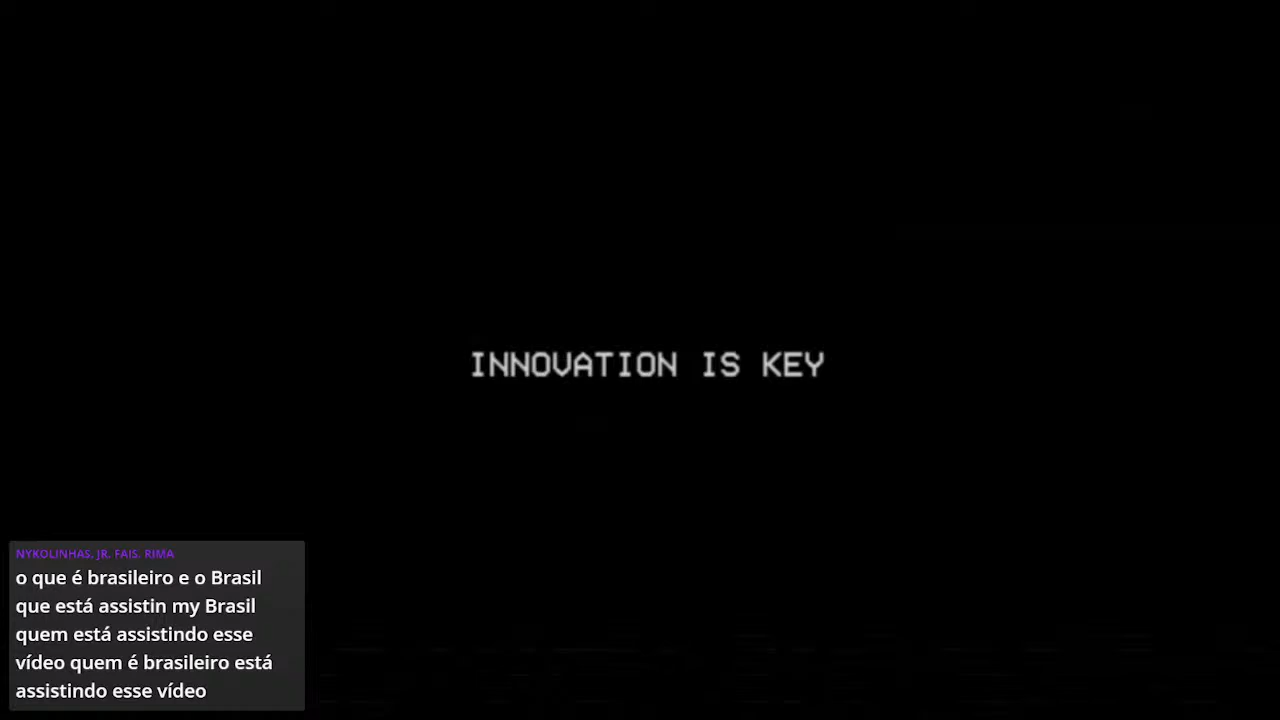 INNOVATION IS KEY
NYKOLINHAS, JR. FAIS. RIMA
o que é brasileiro e o Brasil
que está assistin my Brasil
quem está assistindo esse
vídeo quem é brasileiro está
assistindo esse vídeo